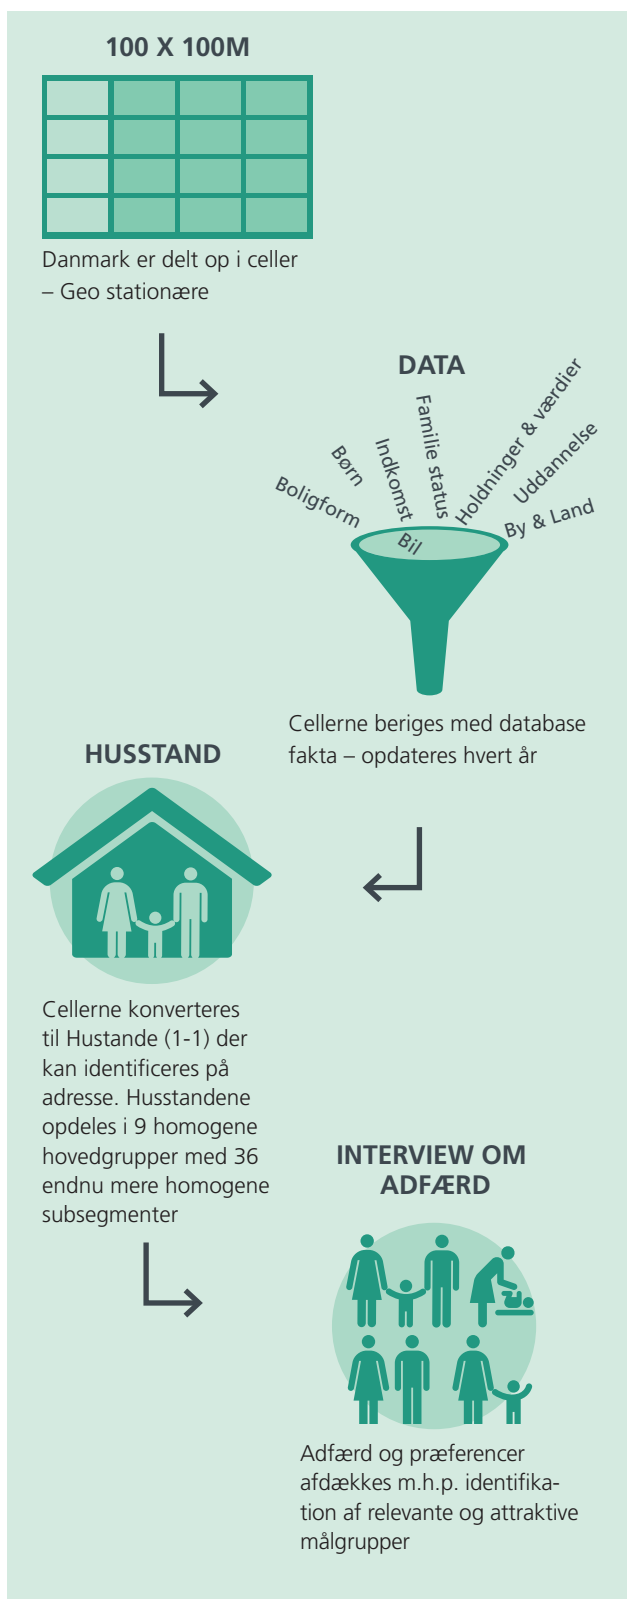 100 X 100M
Danmark er delt op i celler
– Geo stationære
DATA
Boligform
Børn
Indkomst
Familie status
Holdninger & værdier
Uddannelse
By & Land
Bil
Cellerne beriges med database
fakta – opdateres hvert år
HUSSTAND
Cellerne konverteres
til Hustande (1-1) der
kan identificeres på
adresse. Husstandene
opdeles i 9 homogene
hovedgrupper med 36
endnu mere homogene
subsegmenter
INTERVIEW OM
ADFÆRD
Adfærd og præferencer
afdækkes m.h.p. identifika-
tion af relevante og attraktive
målgrupper